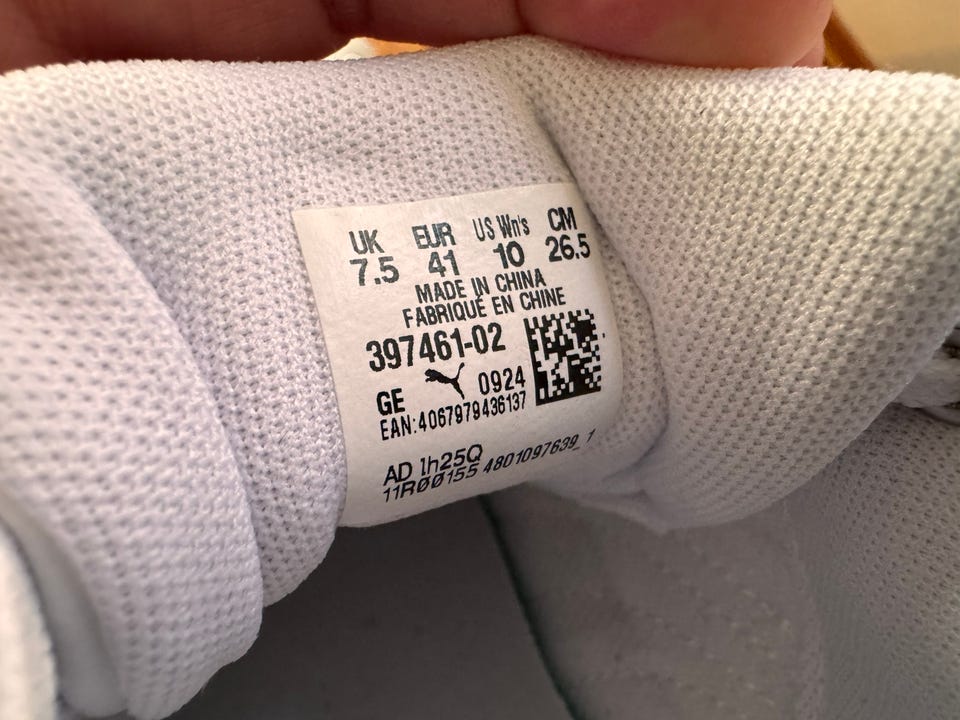 UK EUR US Wn's CM
7.5 41 10 26.5
MADE IN CHINA
FABRIQUÉ EN CHINE
397461-02
GE 0924
EAN:4067979436137
AD 1h25Q
11RØØ155 4801097639_1